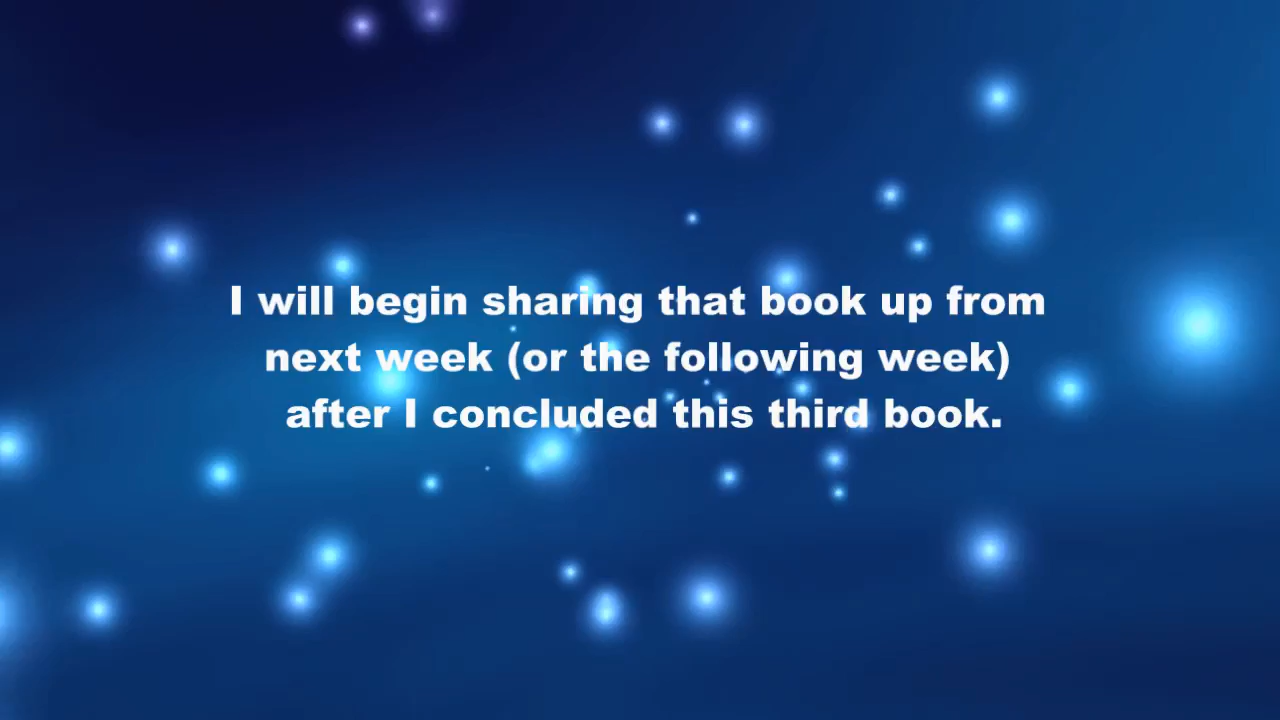 I will begin sharing that book up from
next week (or the following week)
after I concluded this third book.